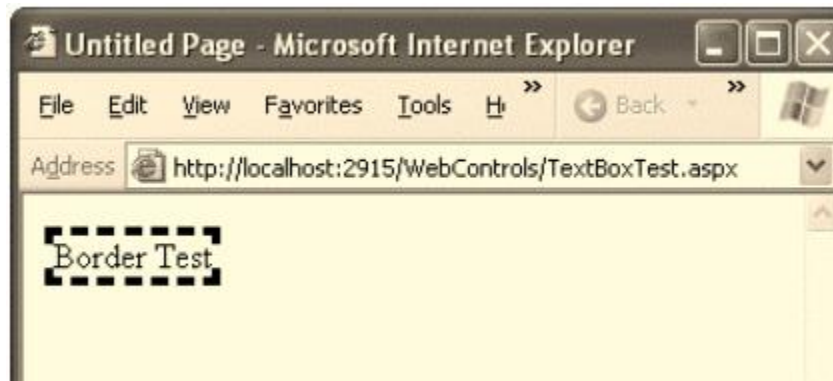 Untitled Page - Microsoft Internet Explorer
File Edit View Favorites Tools H » Back »
Address http://localhost:2915/WebControls/TextBoxTest.aspx
Border Test